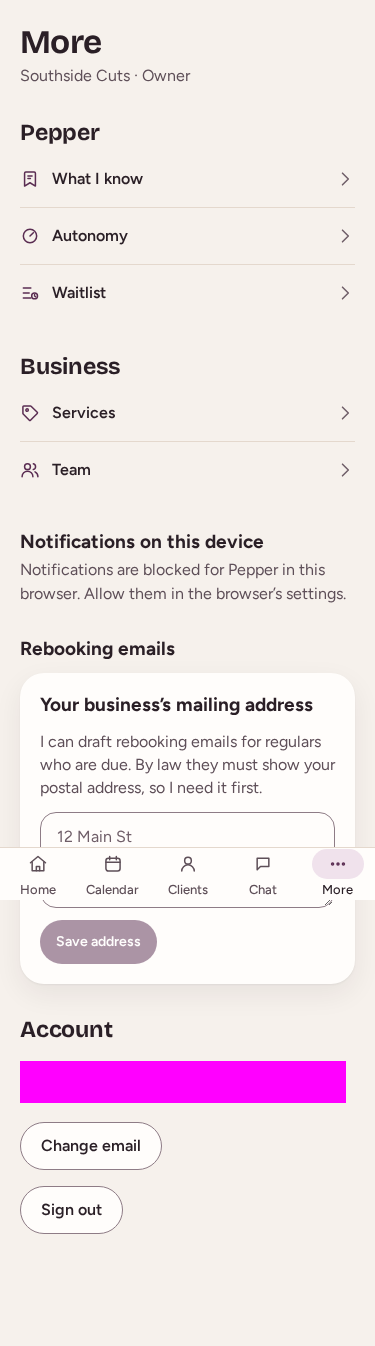 More
Southside Cuts · Owner
Pepper
What I know
Autonomy
Waitlist
Business
Services
Team
Notifications on this device
Notifications are blocked for Pepper in this
browser. Allow them in the browser’s settings.
Rebooking emails
Your business’s mailing address
I can draft rebooking emails for regulars
who are due. By law they must show your
postal address, so I need it first.
12 Main St
Home
Calendar
Clients
Chat
More
Save address
Account
Change email
Sign out